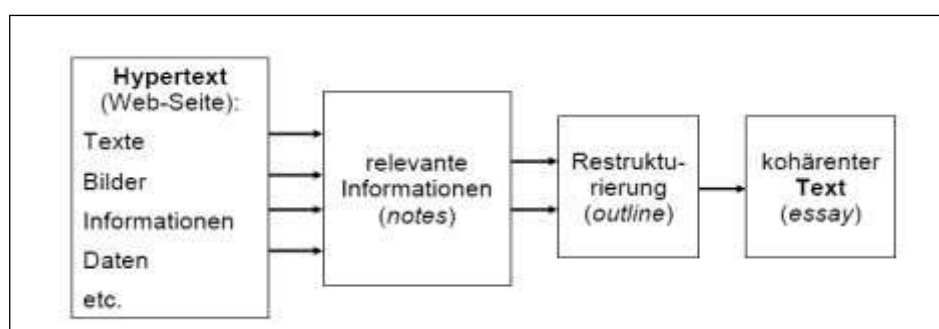 Hypertext
(Web-Seite):
Texte
Bilder
Informationen
Daten
etc.
relevante
Informationen
(notes)
Restruktu-
rierung
(outline)
kohärenter
Text
(essay)